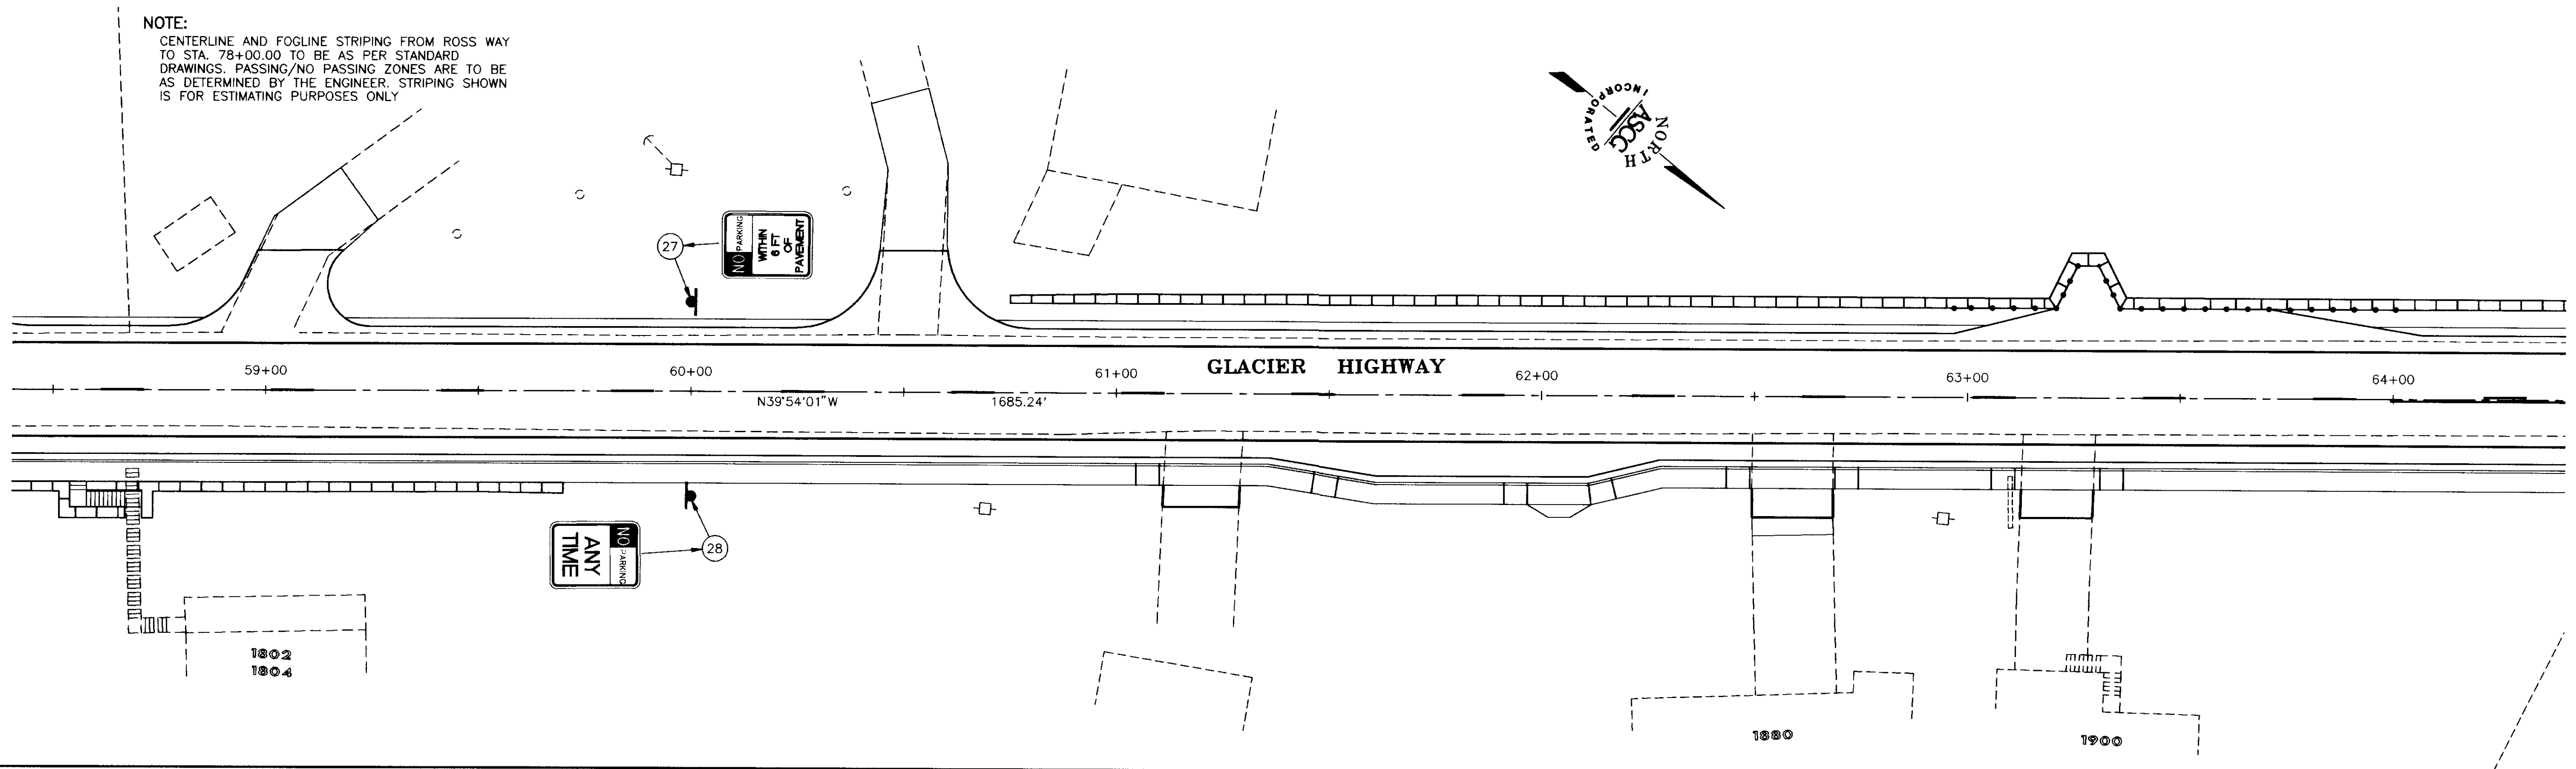 NOTE:
CENTERLINE AND FOGLINE STRIPING FROM ROSS WAY
TO STA. 78+00.00 TO BE AS PER STANDARD
DRAWINGS. PASSING/NO PASSING ZONES ARE TO BE
AS DETERMINED BY THE ENGINEER. STRIPING SHOWN
IS FOR ESTIMATING PURPOSES ONLY
NORTH
ASCG
INCORPORATED
27
NO PARKING
WITHIN
6 FT
OF
PAVEMENT
GLACIER HIGHWAY
59+00
60+00
61+00
62+00
63+00
64+00
N39°54'01"W
1685.24'
NO PARKING
ANY
TIME
28
1802
1804
1880
1900